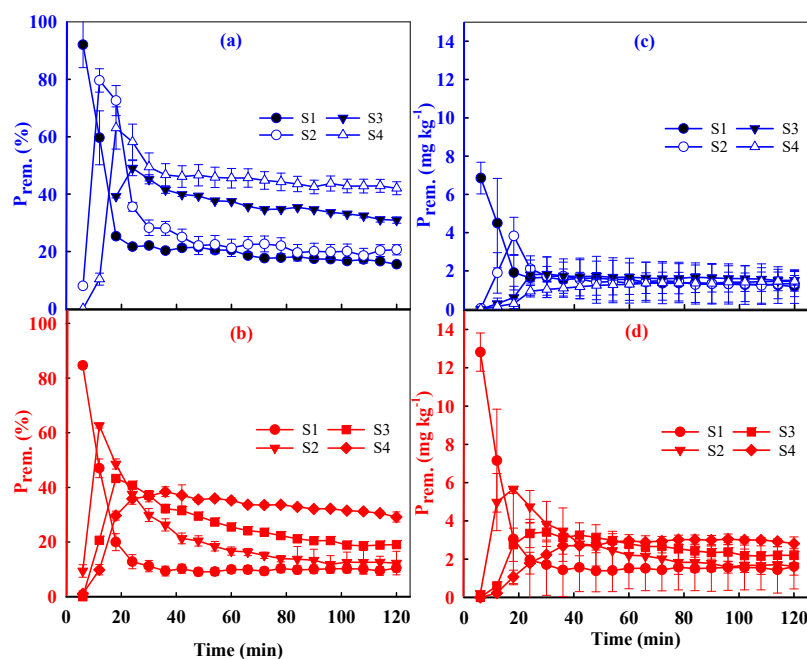 (a)
P rem. (%)
100
80
60
40
20
0
S1 S3
S2 S4
(c)
P rem. (mg kg-1)
14
12
10
8
6
4
2
0
S1 S3
S2 S4
(b)
P rem. (%)
100
80
60
40
20
0
S1 S3
S2 S4
0 20 40 60 80 100 120
Time (min)
(d)
P rem. (mg kg-1)
14
12
10
8
6
4
2
0
S1 S3
S2 S4
0 20 40 60 80 100 120
Time (min)